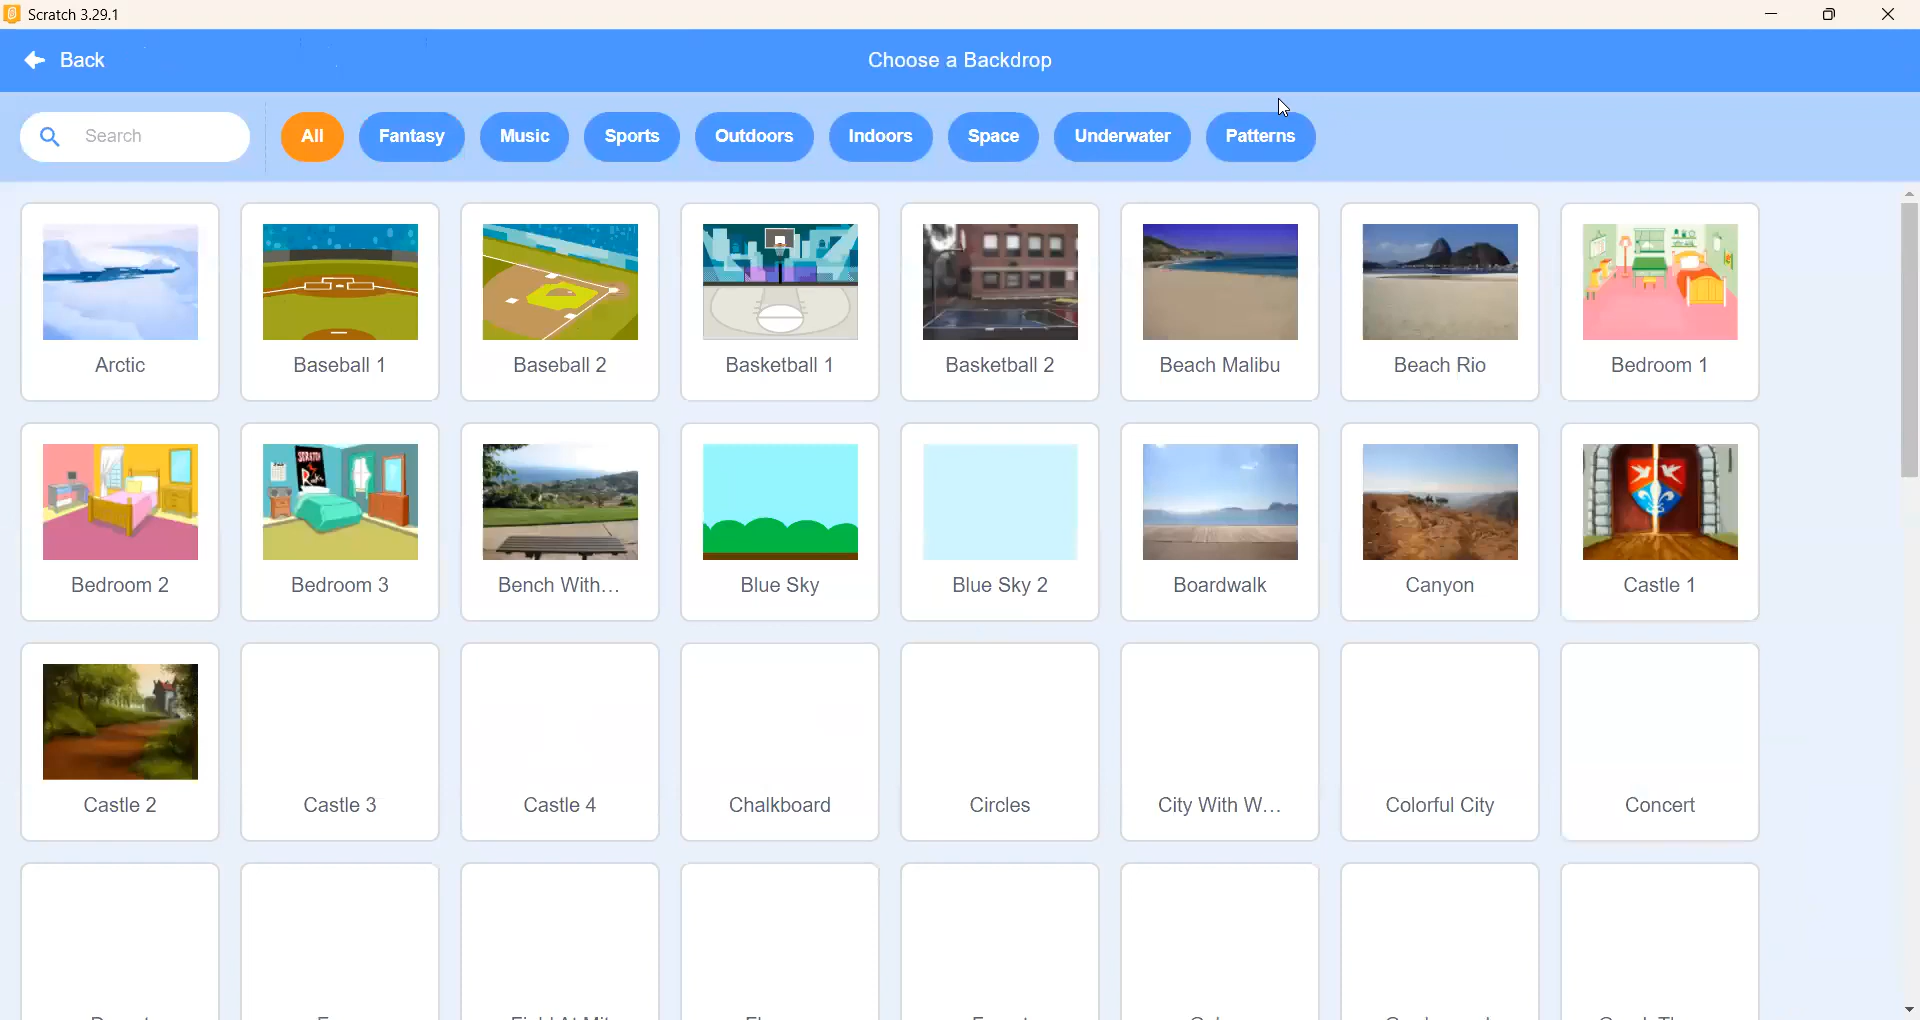 Scratch 3.29.1
Back
Choose a Backdrop
Search
All
Fantasy
Music
Sports
Outdoors
Indoors
Space
Underwater
Patterns
Arctic
Baseball 1
Baseball 2
Basketball 1
Basketball 2
Beach Malibu
Beach Rio
Bedroom 1
SCRATCH
Bedroom 2
Bedroom 3
Bench With...
Blue Sky
Blue Sky 2
Boardwalk
Canyon
Castle 1
Castle 2
Castle 3
Castle 4
Chalkboard
Circles
City With W...
Colorful City
Concert